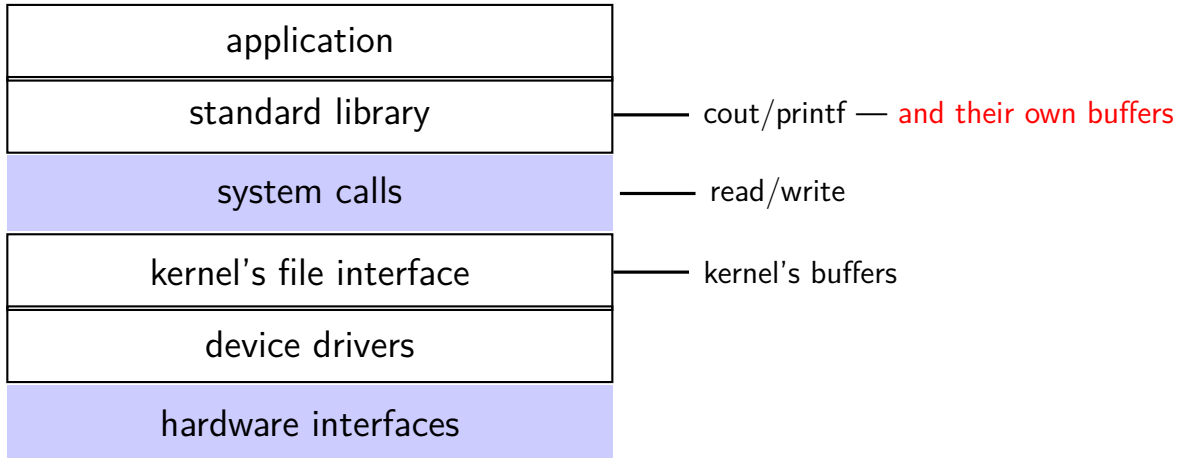 application
standard library
cout/printf — and their own buffers
system calls
read/write
kernel's file interface
kernel's buffers
device drivers
hardware interfaces